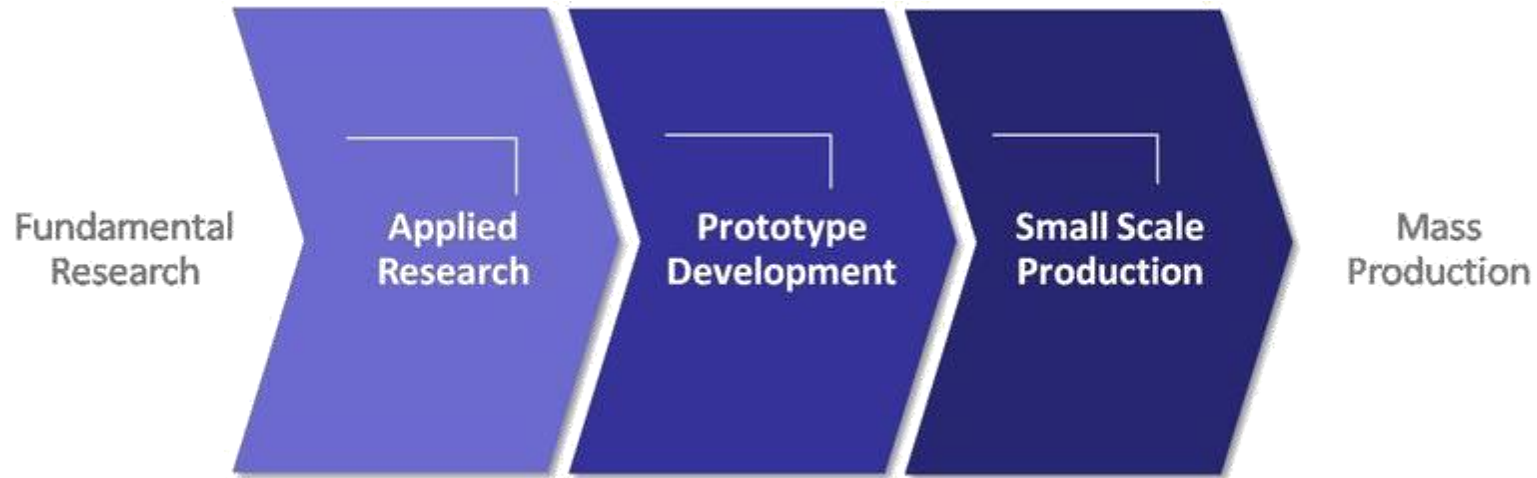 Fundamental
Research
Applied
Research
Prototype
Development
Small Scale
Production
Mass
Production